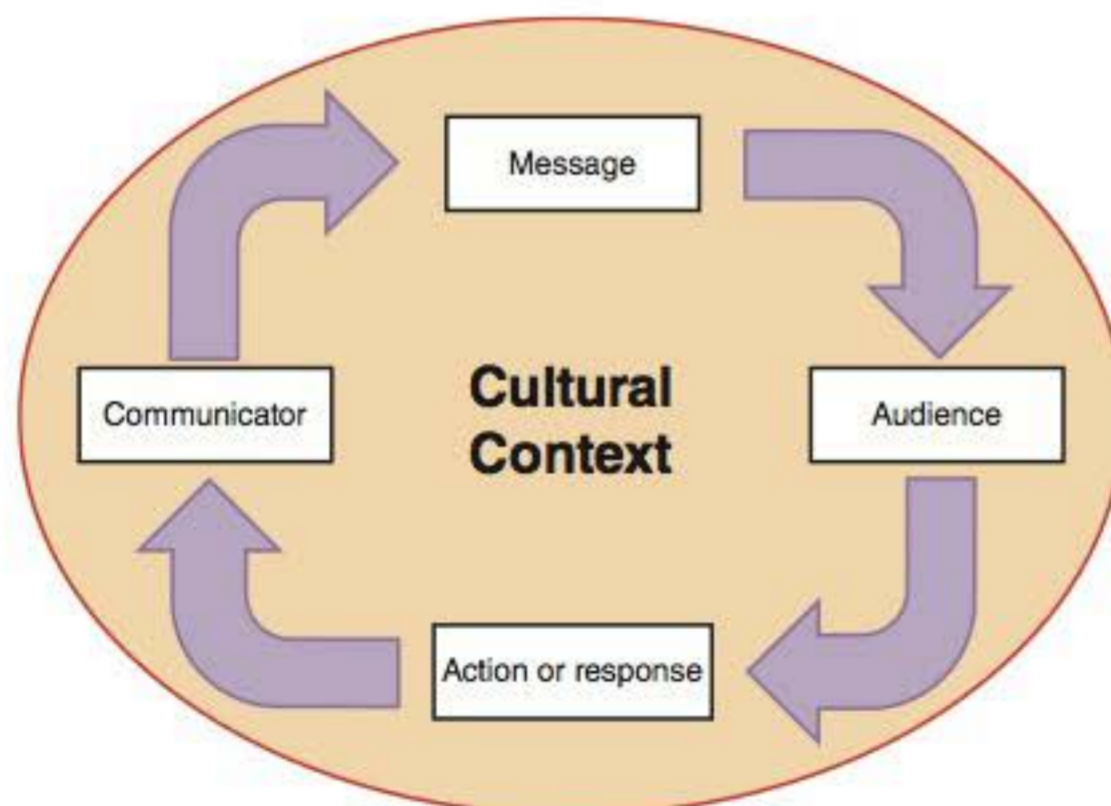 Message
Communicator
Cultural
Context
Audience
Action or response